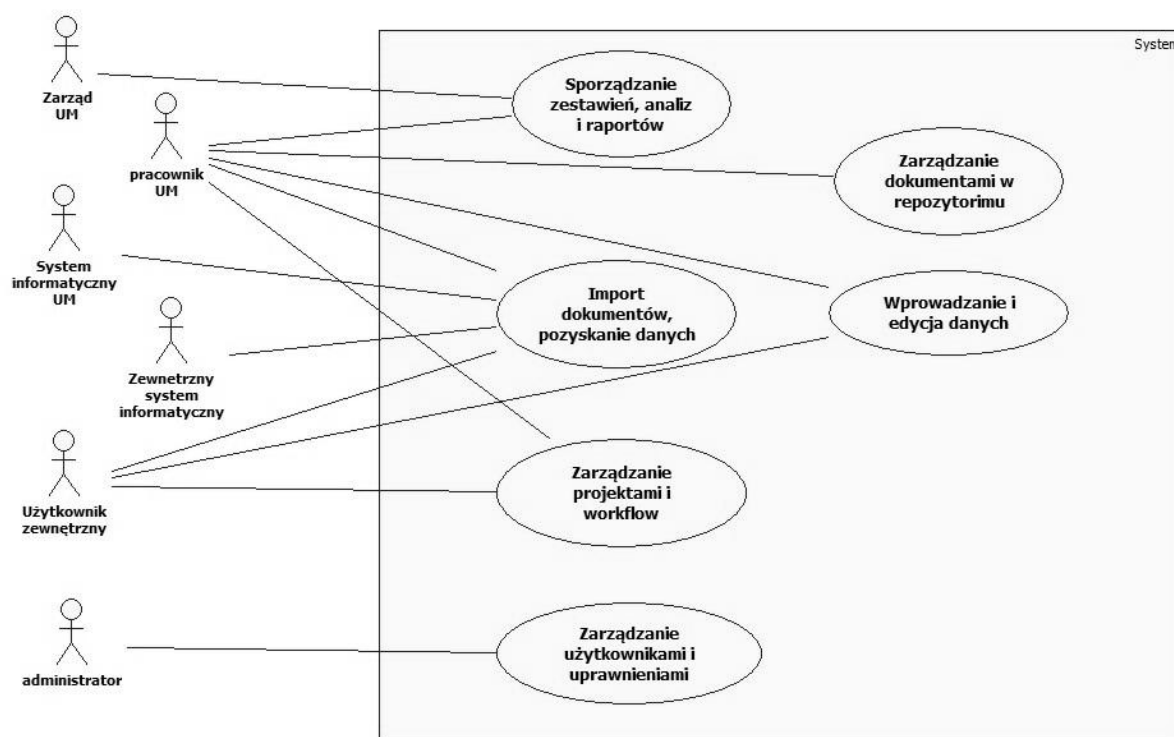 System
Zarząd
UM
Sporządzanie
zestawień, analiz
i raportów
pracownik
UM
Zarządzanie
dokumentami w
repozytorimu
System
informatyczny
UM
Import
dokumentów,
pozyskanie danych
Wprowadzanie i
edycja danych
Zewnetrzny
system
informatyczny
Użytkownik
zewnętrzny
Zarządzanie
projektami i
workflow
administrator
Zarządzanie
użytkownikami i
uprawnieniami